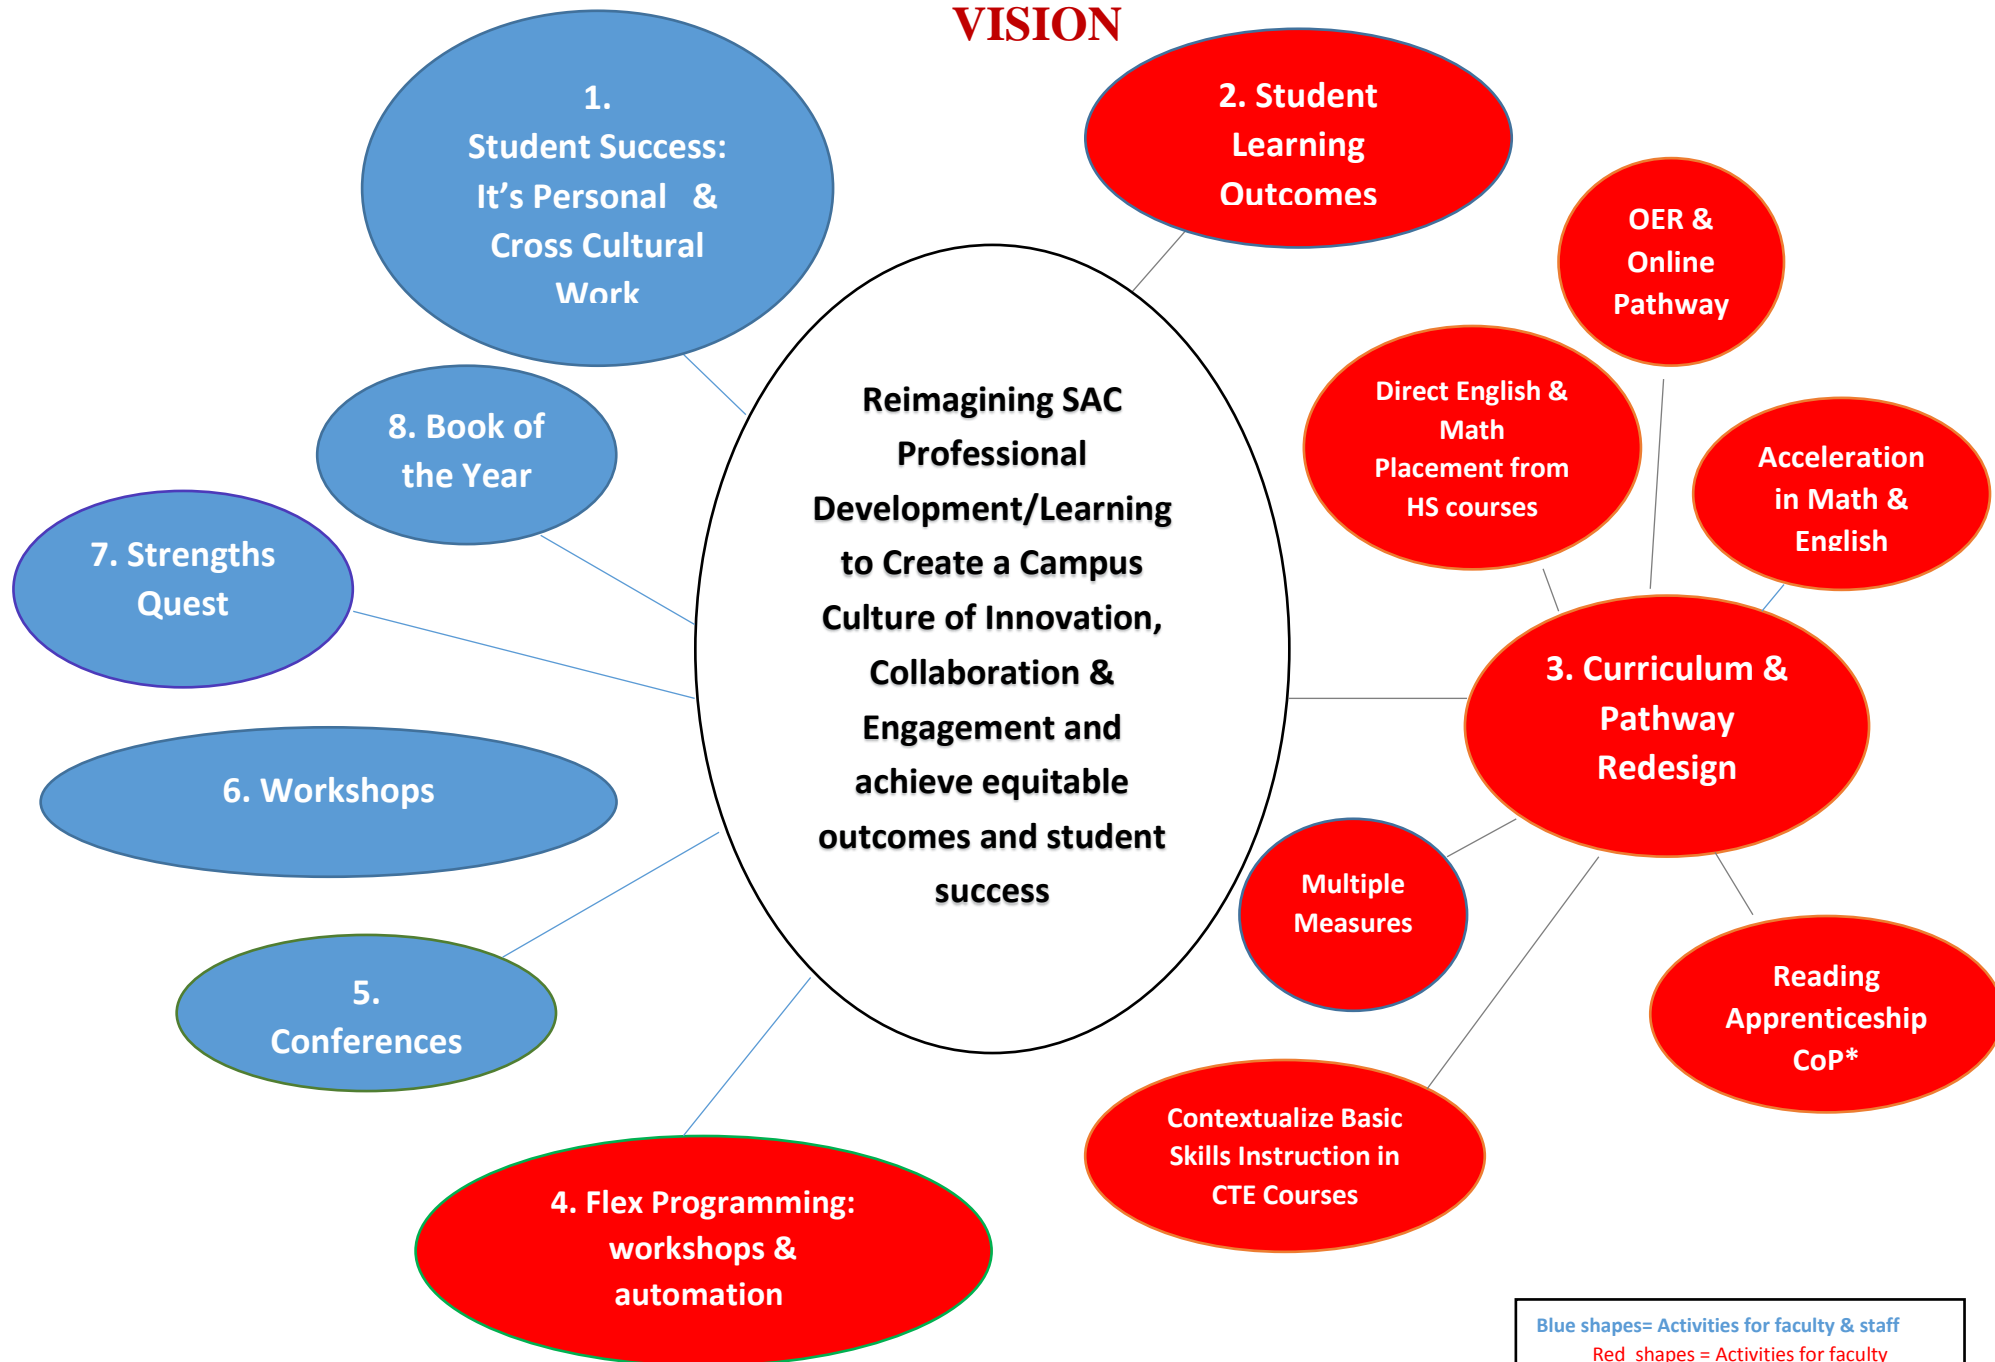 VISION
1.
Student Success:
It’s Personal & 
Cross Cultural
Work
2. Student
Learning
Outcomes
OER &
Online
Pathway
Direct English &
Math
Placement from
HS courses
Acceleration
in Math &
English
8. Book of
the Year
7. Strengths
Quest
Reimagining SAC
Professional
Development/Learning
to Create a Campus
Culture of Innovation,
Collaboration &
Engagement and
achieve equitable
outcomes and student
success
3. Curriculum &
Pathway
Redesign
6. Workshops
Multiple
Measures
5.
Conferences
Reading
Apprenticeship
CoP*
Contextualize Basic
Skills Instruction in
CTE Courses
4. Flex Programming:
workshops &
automation
Blue shapes= Activities for faculty & staff
Red shapes = Activities for faculty